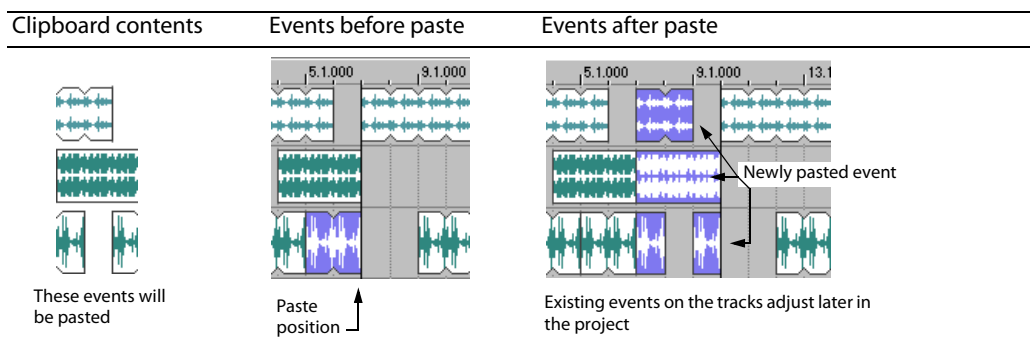 Clipboard contents
Events before paste
Events after paste
5.1.000
9.1.000
5.1.000
9.1.000
13.1
Newly pasted event
These events will
be pasted
Paste
position
Existing events on the tracks adjust later in
the project